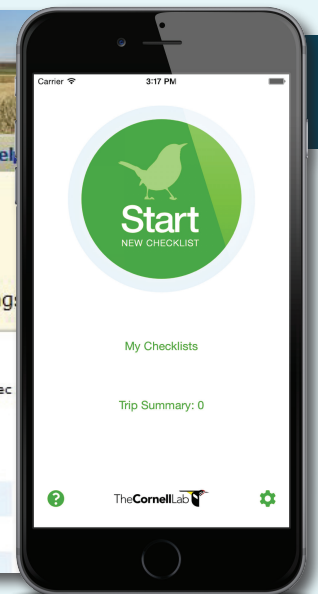 Carrier 3:17 PM
Start
NEW CHECKLIST
My Checklists
Trip Summary: 0
? TheCornellLab